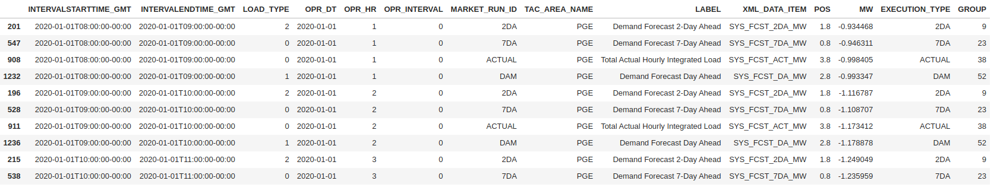 INTERVALSTARTTIME_GMT INTERVALENDTIME_GMT LOAD_TYPE OPR_DT OPR_HR OPR_INTERVAL MARKET_RUN_ID TAC_AREA_NAME LABEL XML_DATA_ITEM POS MW EXECUTION_TYPE GROUP
201 2020-01-01T08:00:00-00:00 2020-01-01T09:00:00-00:00 2 2020-01-01 1 0 2DA PGE Demand Forecast 2-Day Ahead SYS_FCST_2DA_MW 1.8 -0.934468 2DA 9
547 2020-01-01T08:00:00-00:00 2020-01-01T09:00:00-00:00 0 2020-01-01 1 0 7DA PGE Demand Forecast 7-Day Ahead SYS_FCST_7DA_MW 0.8 -0.946311 7DA 23
908 2020-01-01T08:00:00-00:00 2020-01-01T09:00:00-00:00 0 2020-01-01 1 0 ACTUAL PGE Total Actual Hourly Integrated Load SYS_FCST_ACT_MW 3.8 -0.998405 ACTUAL 38
1232 2020-01-01T08:00:00-00:00 2020-01-01T09:00:00-00:00 1 2020-01-01 1 0 DAM PGE Demand Forecast Day Ahead SYS_FCST_DA_MW 2.8 -0.993347 DAM 52
196 2020-01-01T09:00:00-00:00 2020-01-01T10:00:00-00:00 2 2020-01-01 2 0 2DA PGE Demand Forecast 2-Day Ahead SYS_FCST_2DA_MW 1.8 -1.116787 2DA 9
528 2020-01-01T09:00:00-00:00 2020-01-01T10:00:00-00:00 0 2020-01-01 2 0 7DA PGE Demand Forecast 7-Day Ahead SYS_FCST_7DA_MW 0.8 -1.108707 7DA 23
911 2020-01-01T09:00:00-00:00 2020-01-01T10:00:00-00:00 0 2020-01-01 2 0 ACTUAL PGE Total Actual Hourly Integrated Load SYS_FCST_ACT_MW 3.8 -1.173412 ACTUAL 38
1236 2020-01-01T09:00:00-00:00 2020-01-01T10:00:00-00:00 1 2020-01-01 2 0 DAM PGE Demand Forecast Day Ahead SYS_FCST_DA_MW 2.8 -1.178878 DAM 52
215 2020-01-01T10:00:00-00:00 2020-01-01T11:00:00-00:00 2 2020-01-01 3 0 2DA PGE Demand Forecast 2-Day Ahead SYS_FCST_2DA_MW 1.8 -1.249049 2DA 9
538 2020-01-01T10:00:00-00:00 2020-01-01T11:00:00-00:00 0 2020-01-01 3 0 7DA PGE Demand Forecast 7-Day Ahead SYS_FCST_7DA_MW 0.8 -1.235959 7DA 23